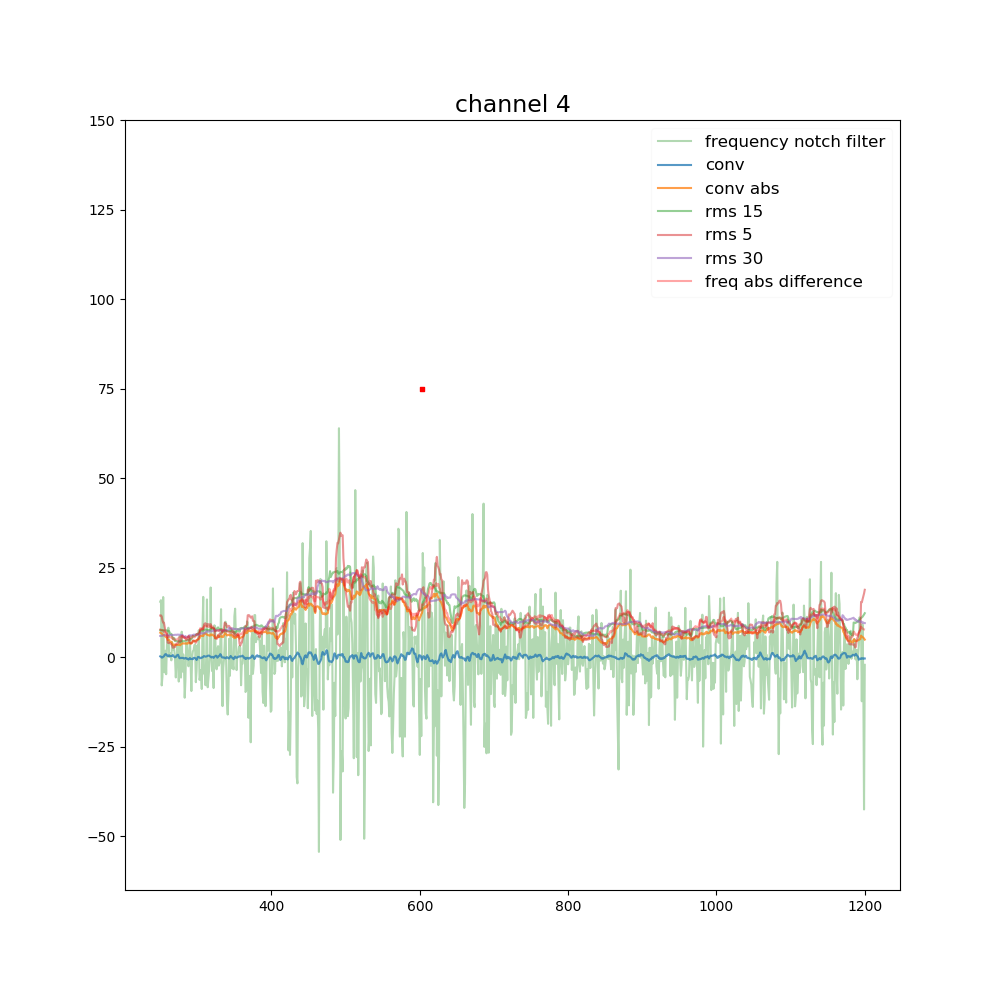 channel 4
150
125
100
75
50
25
0
−25
−50
frequency notch filter
conv
conv abs
rms 15
rms 5
rms 30
freq abs difference
400 600 800 1000 1200